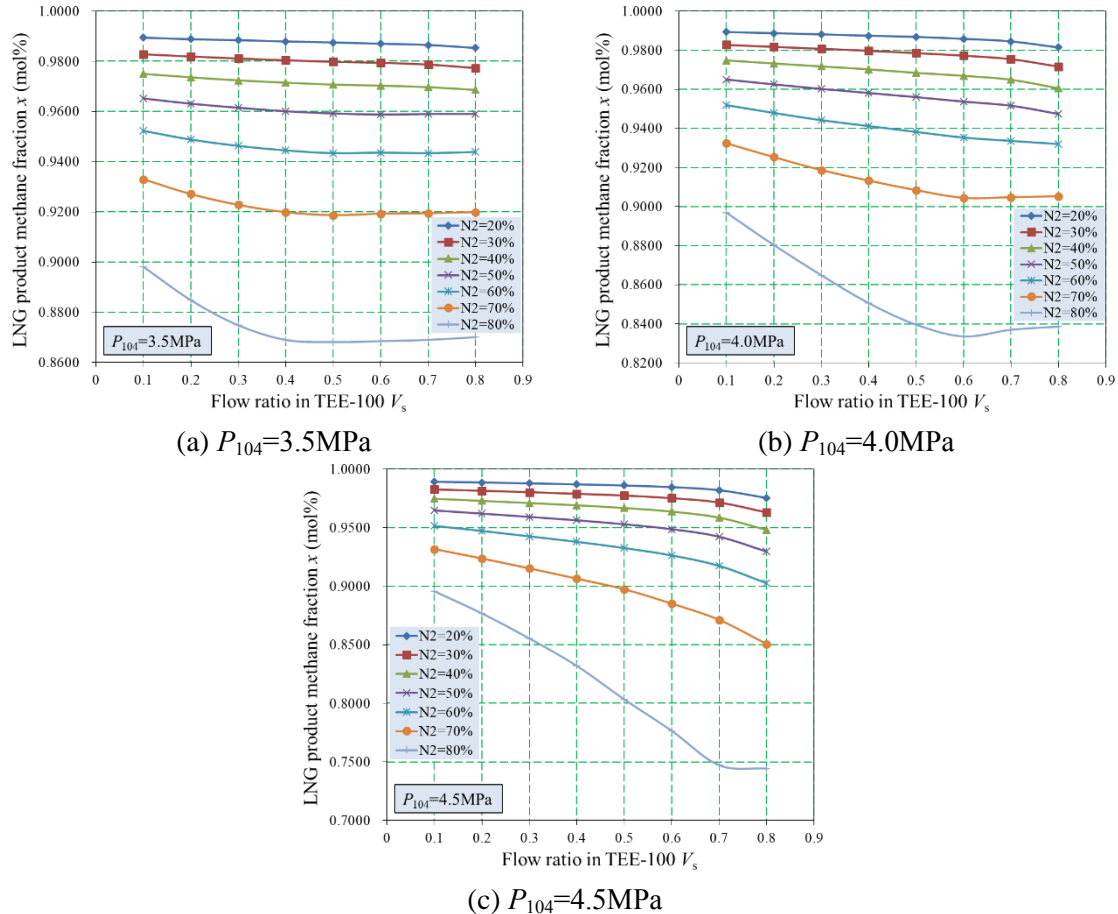 LNG product methane fraction x (mol%)
1.0000
0.9800
0.9600
0.9400
0.9200
0.9000
0.8800
0.8600
N2=20%
N2=30%
N2=40%
N2=50%
N2=60%
N2=70%
N2=80%
P104=3.5MPa
0 0.1 0.2 0.3 0.4 0.5 0.6 0.7 0.8 0.9
Flow ratio in TEE-100 Vs
(a) P104=3.5MPa
LNG product methane fraction x (mol%)
1.0000
0.9800
0.9600
0.9400
0.9200
0.9000
0.8800
0.8600
0.8400
0.8200
N2=20%
N2=30%
N2=40%
N2=50%
N2=60%
N2=70%
N2=80%
P104=4.0MPa
0 0.1 0.2 0.3 0.4 0.5 0.6 0.7 0.8 0.9
Flow ratio in TEE-100 Vs
(b) P104=4.0MPa
LNG product methane fraction x (mol%)
1.0000
0.9500
0.9000
0.8500
0.8000
0.7500
0.7000
N2=20%
N2=30%
N2=40%
N2=50%
N2=60%
N2=70%
N2=80%
P104=4.5MPa
0 0.1 0.2 0.3 0.4 0.5 0.6 0.7 0.8 0.9
Flow ratio in TEE-100 Vs
(c) P104=4.5MPa